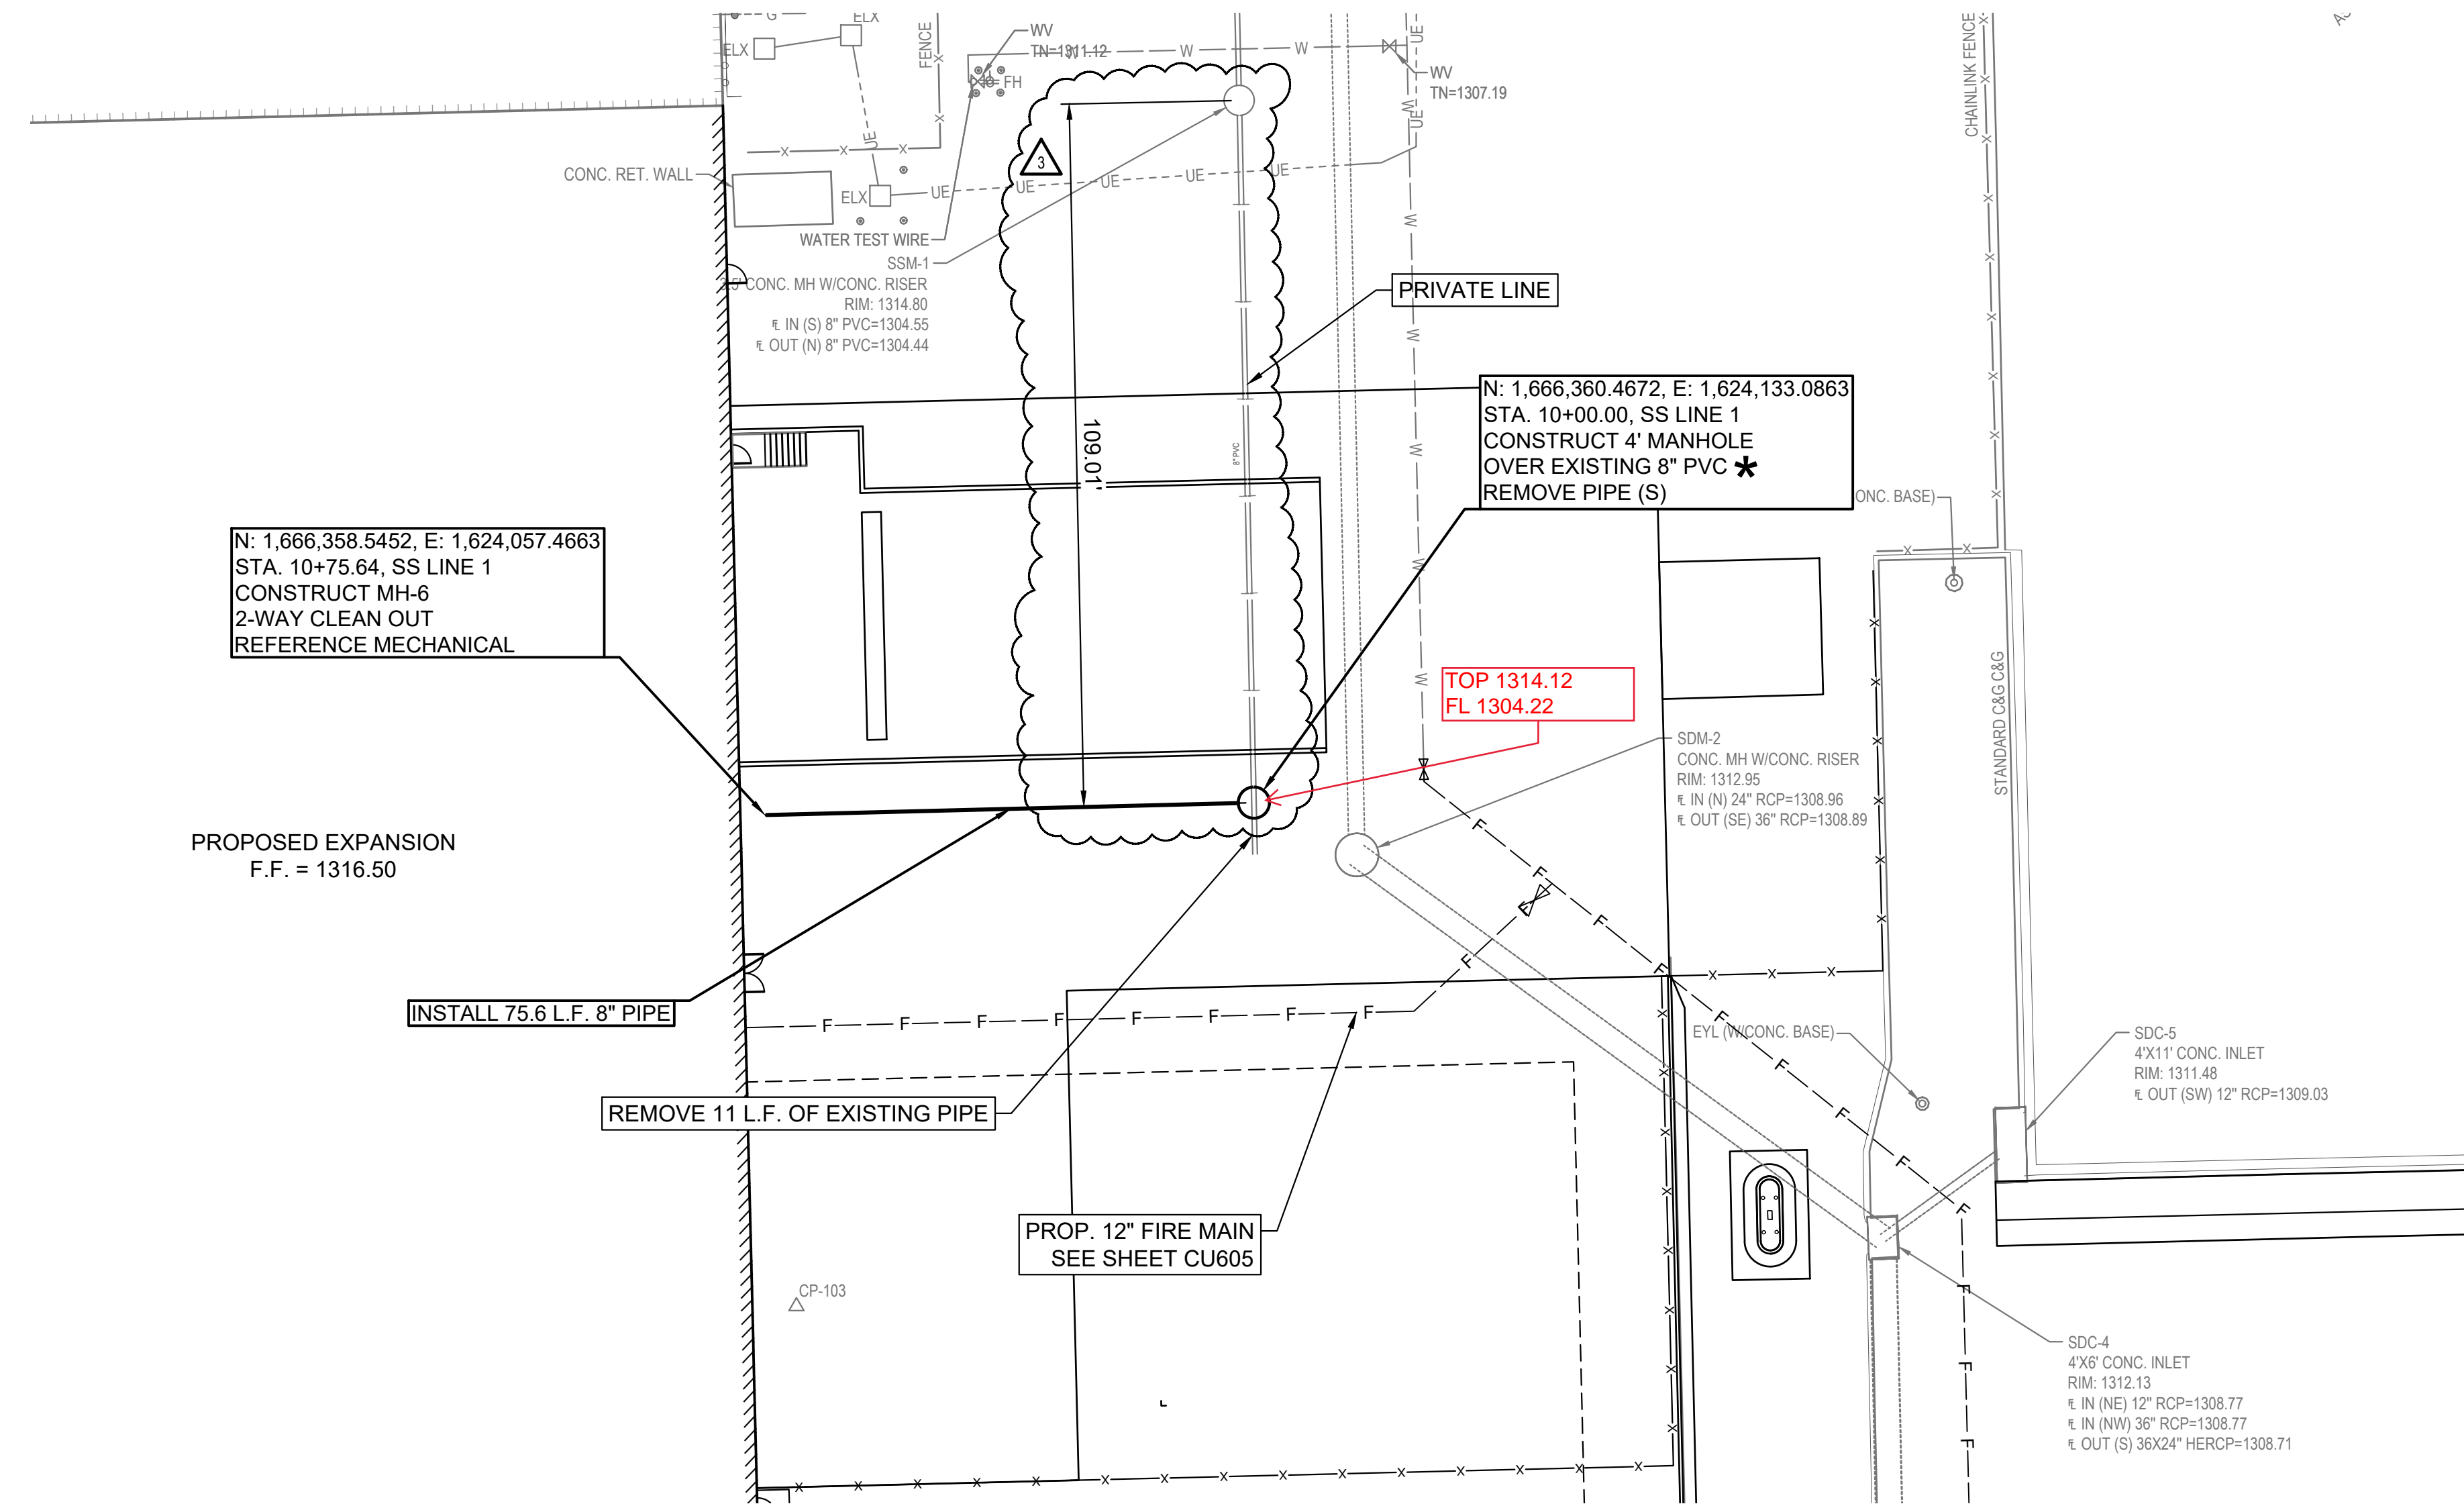 G
ELX
ELX
FENCE
WV
TN=1311.12
W
W
W
UE
FH
WV
TN=1307.19
CHAINLINK FENCE
CONC. RET. WALL
ELX
UE
UE
UE
UE
UE
UE
UE
WATER TEST WIRE
SSM-1
3.5' CONC. MH W/CONC. RISER
RIM: 1314.80
℄ IN (S) 8" PVC=1304.55
℄ OUT (N) 8" PVC=1304.44
3
109.01'
8" PVC
PRIVATE LINE
N: 1,666,360.4672, E: 1,624,133.0863
STA. 10+00.00, SS LINE 1
CONSTRUCT 4' MANHOLE
OVER EXISTING 8" PVC *
REMOVE PIPE (S)
ONC. BASE)
N: 1,666,358.5452, E: 1,624,057.4663
STA. 10+75.64, SS LINE 1
CONSTRUCT MH-6
2-WAY CLEAN OUT
REFERENCE MECHANICAL
TOP 1314.12
FL 1304.22
SDM-2
CONC. MH W/CONC. RISER
RIM: 1312.95
℄ IN (N) 24" RCP=1308.96
℄ OUT (SE) 36" RCP=1308.89
STANDARD C&G C&G
PROPOSED EXPANSION
F.F. = 1316.50
INSTALL 75.6 L.F. 8" PIPE
REMOVE 11 L.F. OF EXISTING PIPE
PROP. 12" FIRE MAIN
SEE SHEET CU605
EYL (W/CONC. BASE)
SDC-5
4'X11' CONC. INLET
RIM: 1311.48
℄ OUT (SW) 12" RCP=1309.03
CP-103
SDC-4
4'X6' CONC. INLET
RIM: 1312.13
℄ IN (NE) 12" RCP=1308.77
℄ IN (NW) 36" RCP=1308.77
℄ OUT (S) 36X24" HERCP=1308.71